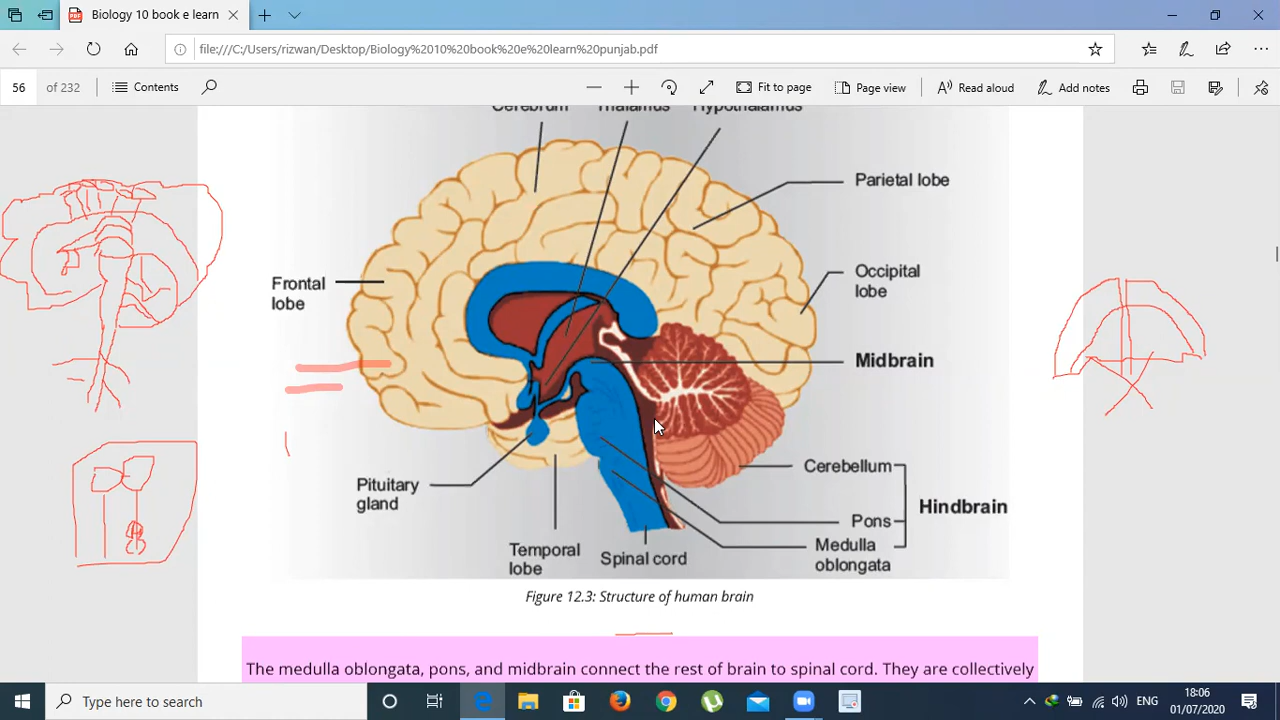 Biology 10 book e learn
file:///C:/Users/rizwan/Desktop/Biology%2010%20book%20e%20learn%20punjab.pdf
56 of 232 Contents Fit to page Page view Read aloud Add notes
Cerebrum Thalamus Hypothalamus
Parietal lobe
Occipital
lobe
Frontal
lobe
Midbrain
Cerebellum
Hindbrain
Pituitary
gland
Pons
Medulla
oblongata
Temporal
lobe
Spinal cord
Figure 12.3: Structure of human brain
The medulla oblongata, pons, and midbrain connect the rest of brain to spinal cord. They are collectively
Type here to search
ENG
18:06
01/07/2020